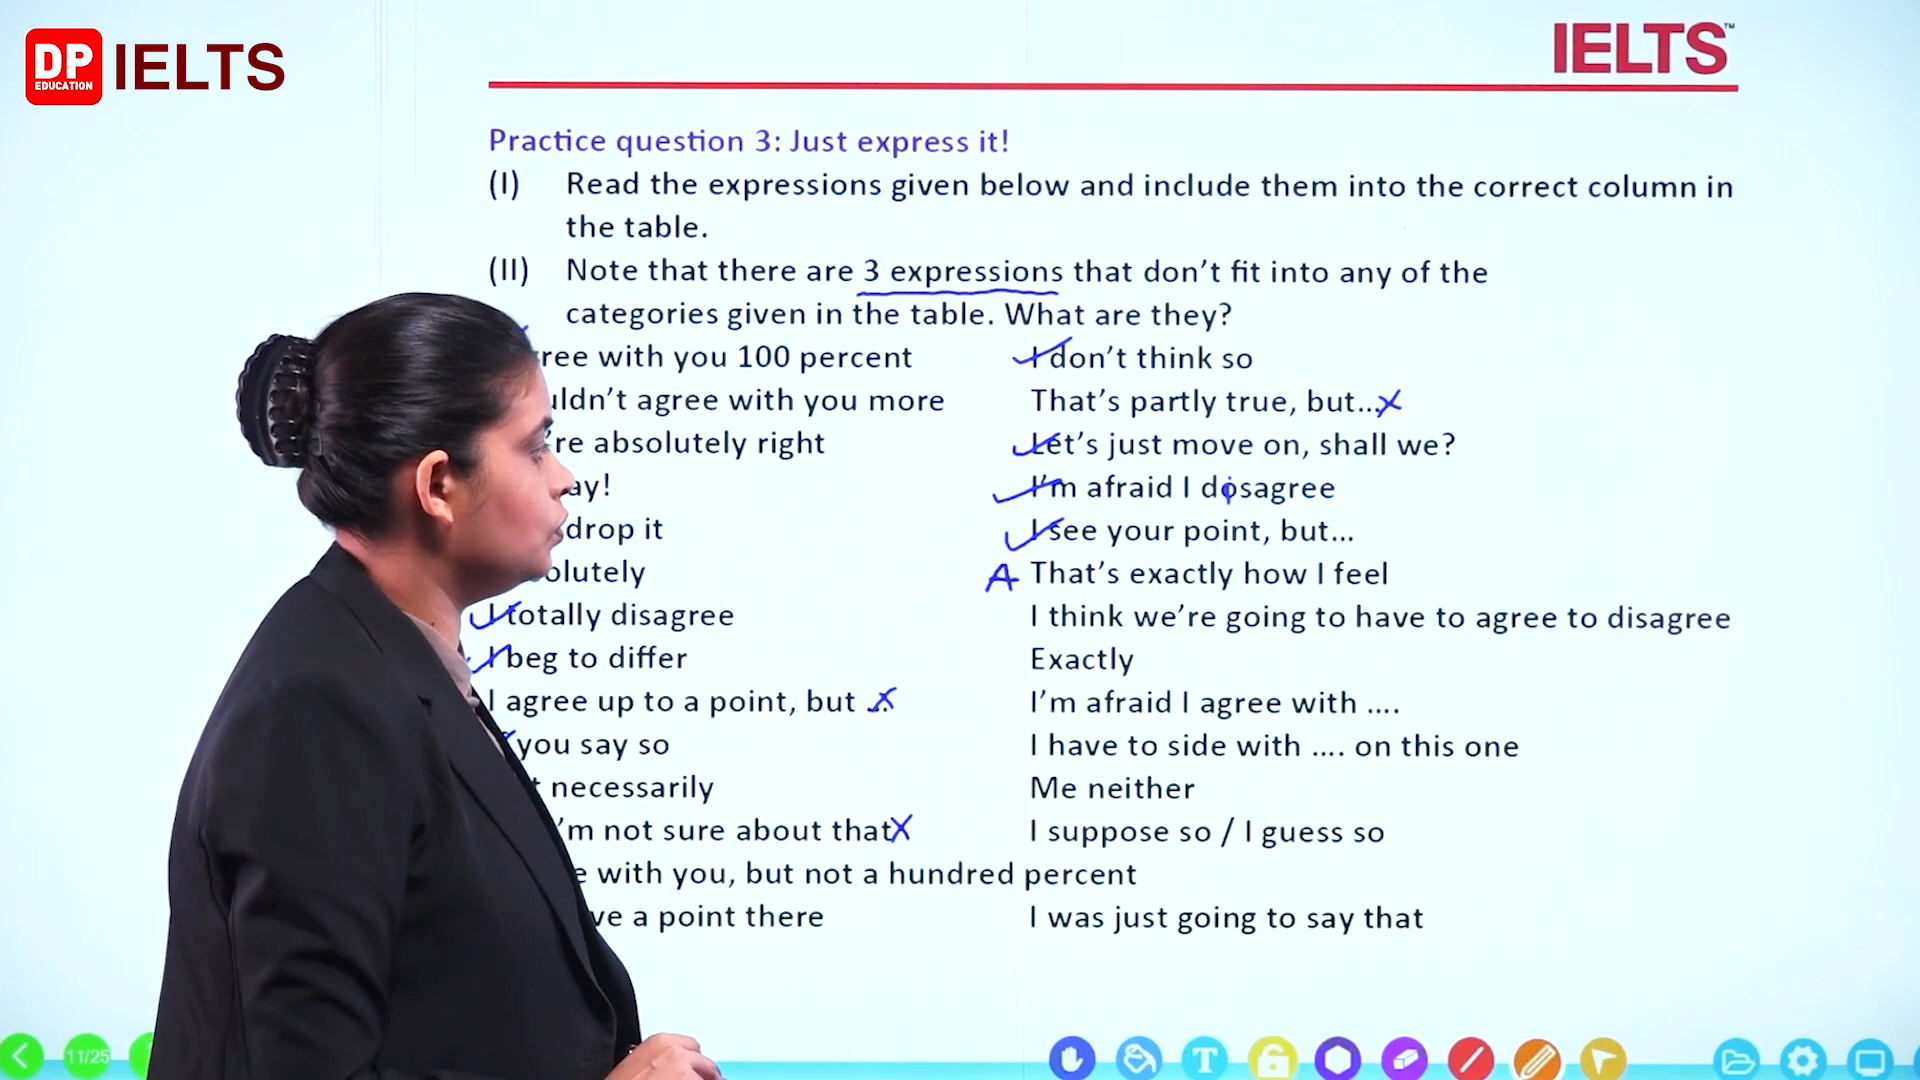 DP EDUCATION IELTS
IELTS™
Practice question 3: Just express it!
(I) Read the expressions given below and include them into the correct column in
the table.
(II) Note that there are 3 expressions that don't fit into any of the
categories given in the table. What are they?
with you 100 percent
I don't think so
agree with you more
That's partly true, but... X
absolutely right
Let's just move on, shall we?
I'm afraid I disagree
drop it
I see your point, but...
A That's exactly how I feel
I totally disagree
I think we're going to have to agree to disagree
I beg to differ
Exactly
I agree up to a point, but ... X
I'm afraid I agree with ....
you say so
I have to side with .... on this one
necessarily
Me neither
'm not sure about that X
I suppose so / I guess so
with you, but not a hundred percent
a point there
I was just going to say that
11/25
T